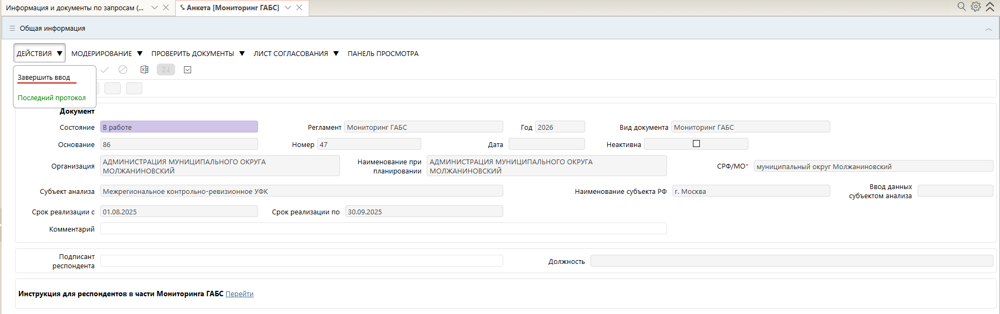 Информация и документы по запросам (...
Анкета [Мониторинг ГАБС]
Общая информация
ДЕЙСТВИЯ ▼ МОДЕРИРОВАНИЕ ▼ ПРОВЕРИТЬ ДОКУМЕНТЫ ▼ ЛИСТ СОГЛАСОВАНИЯ ▼ ПАНЕЛЬ ПРОСМОТРА
Завершить ввод
Последний протокол
Документ
Состояние В работе Регламент Мониторинг ГАБС Год 2026 Вид документа Мониторинг ГАБС
Основание 86 Номер 47 Дата Неактивна
Организация АДМИНИСТРАЦИЯ МУНИЦИПАЛЬНОГО ОКРУГА
МОЛЖАНИНОВСКИЙ
Наименование при
планировании
АДМИНИСТРАЦИЯ МУНИЦИПАЛЬНОГО ОКРУГА
МОЛЖАНИНОВСКИЙ
СРФ/МО* муниципальный округ Молжаниновский
Субъект анализа Межрегиональное контрольно-ревизионное УФК Наименование субъекта РФ г. Москва
Ввод данных
субъектом анализа
Срок реализации с 01.08.2025 Срок реализации по 30.09.2025
Комментарий
Подписант
респондента
Должность
Инструкция для респондентов в части Мониторинга ГАБС Перейти